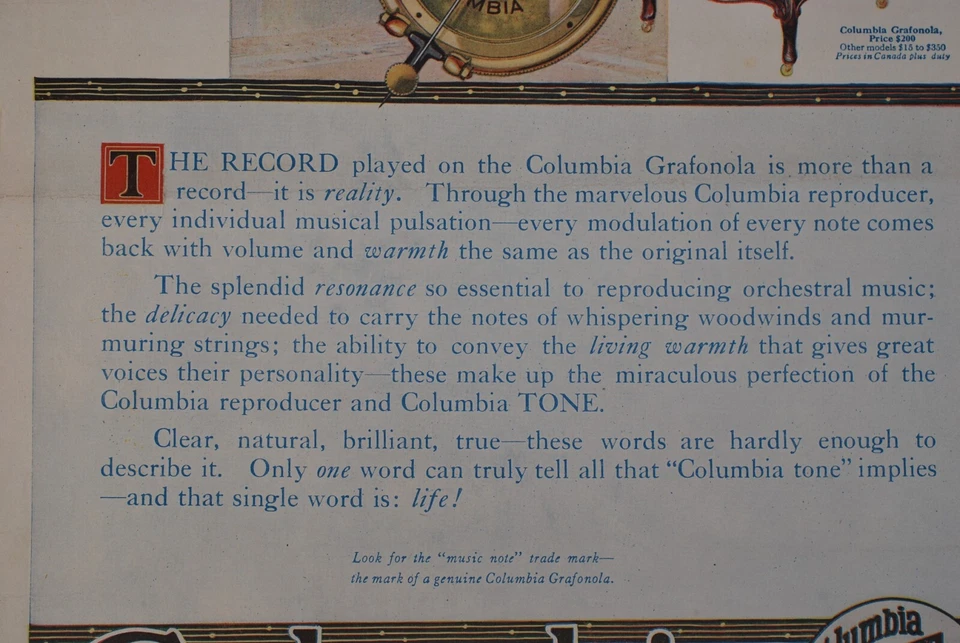 MBIA
Columbia Grafonola,
Price $200
Other models $15 to $350
Prices in Canada plus duty
THE RECORD played on the Columbia Grafonola is more than a
record—it is reality. Through the marvelous Columbia reproducer,
every individual musical pulsation—every modulation of every note comes
back with volume and warmth the same as the original itself.
The splendid resonance so essential to reproducing orchestral music;
the delicacy needed to carry the notes of whispering woodwinds and mur-
muring strings; the ability to convey the living warmth that gives great
voices their personality—these make up the miraculous perfection of the
Columbia reproducer and Columbia TONE.
Clear, natural, brilliant, true—these words are hardly enough to
describe it. Only one word can truly tell all that “Columbia tone” implies
—and that single word is: life!
Look for the “music note” trade mark—
the mark of a genuine Columbia Grafonola.